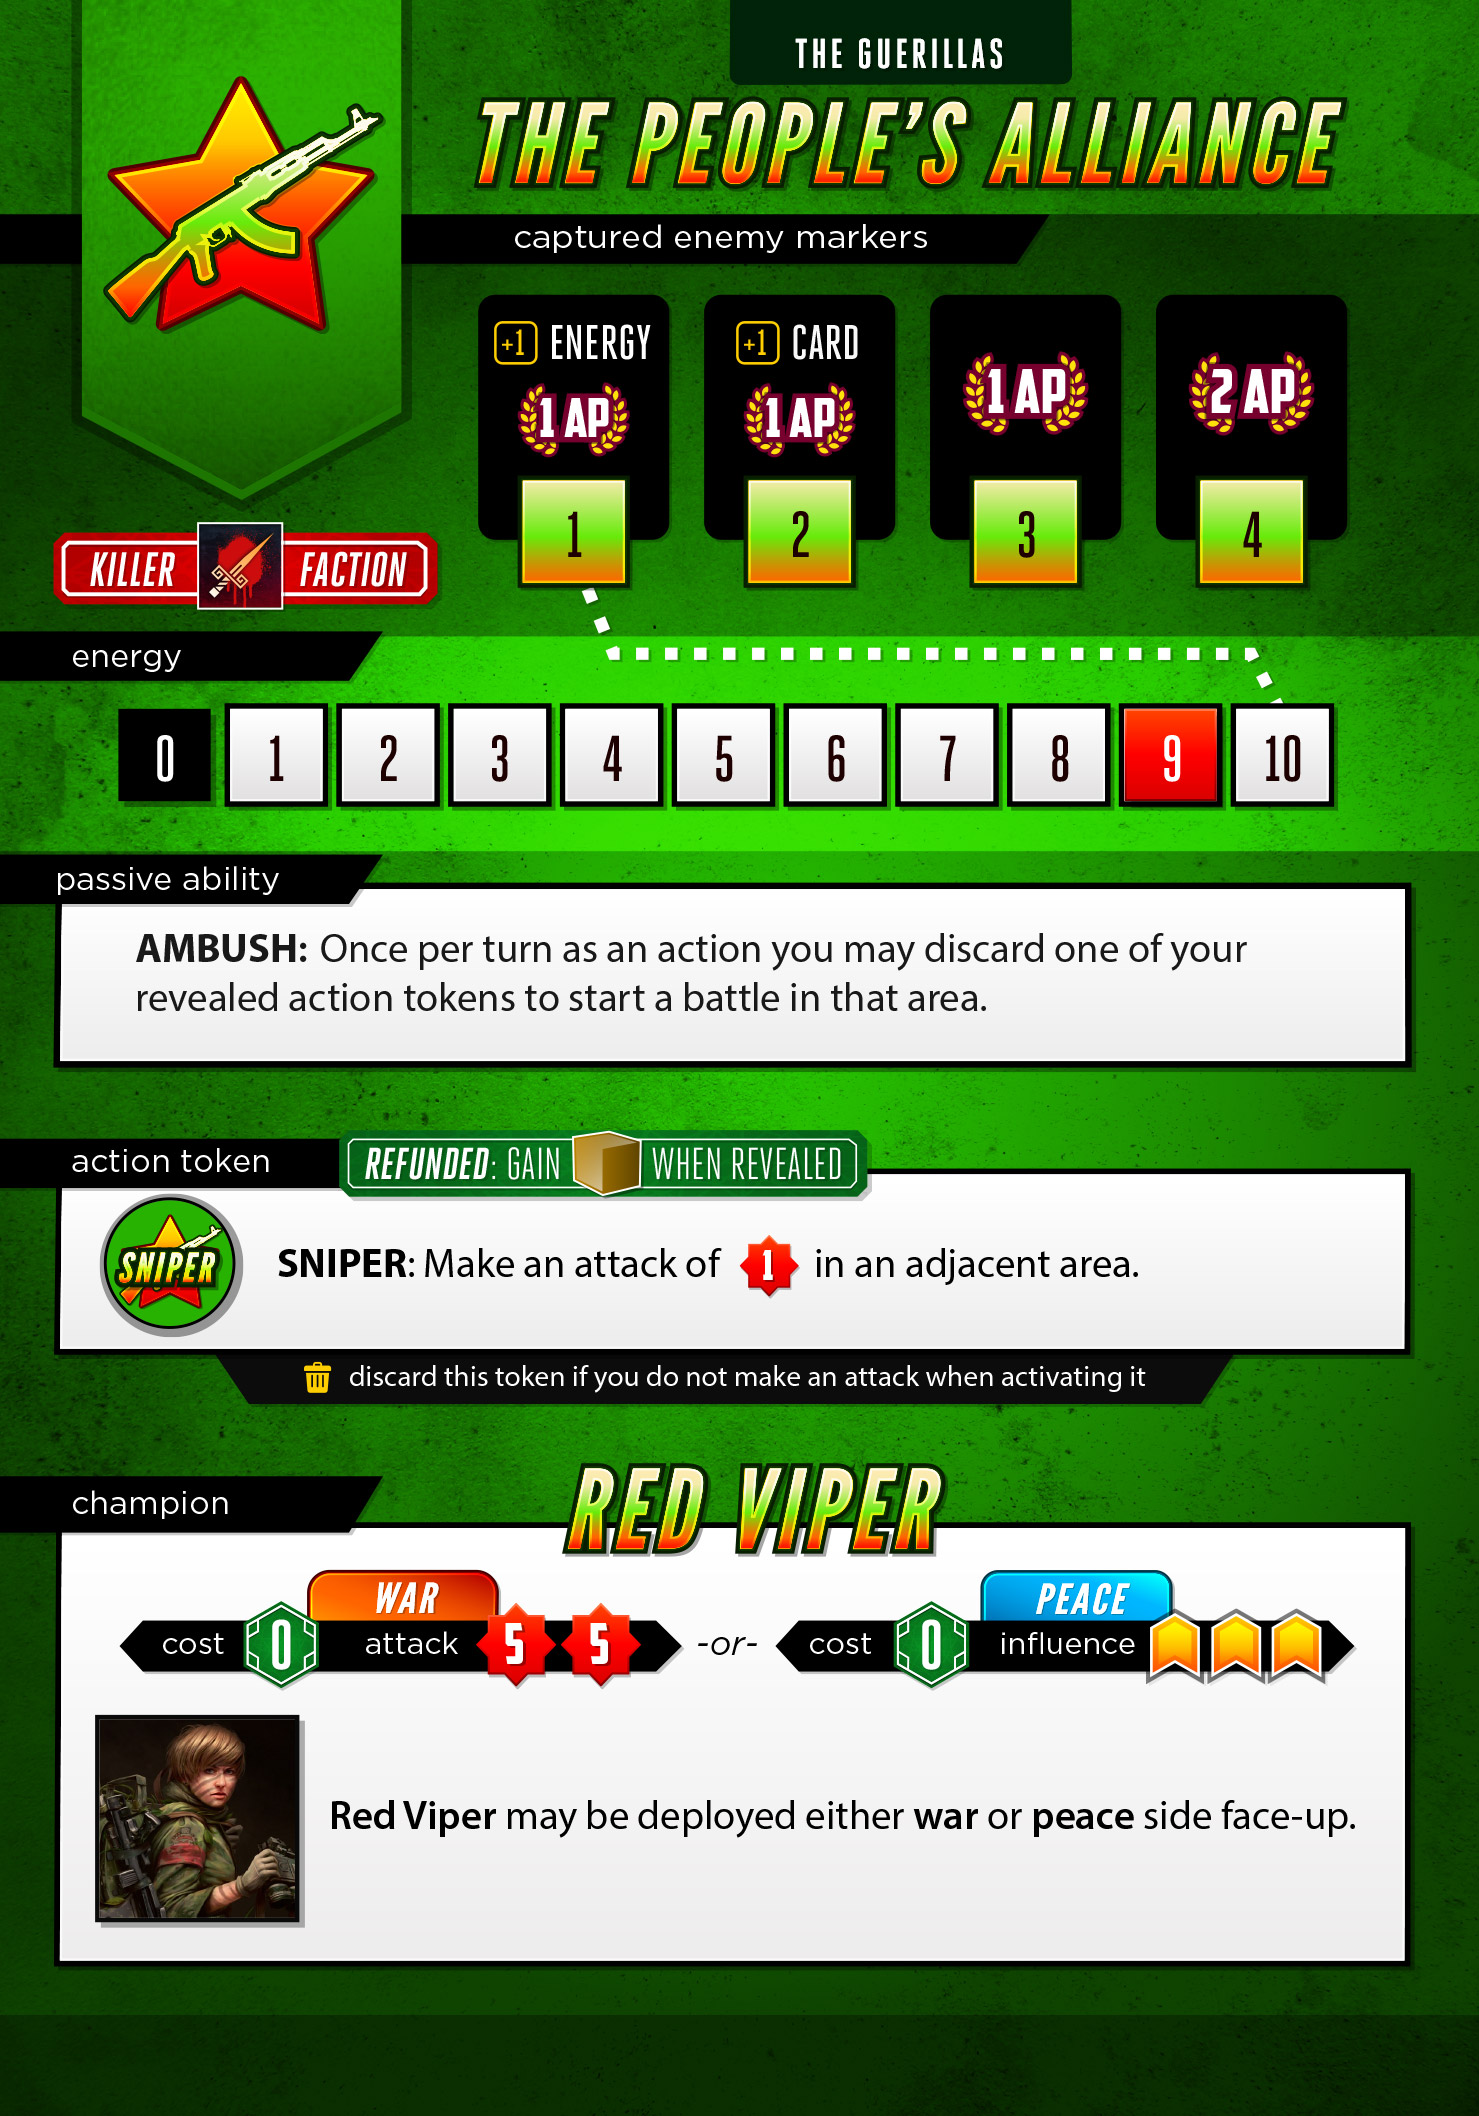 THE GUERILLAS
THE PEOPLE'S ALLIANCE
captured enemy markers
+1 ENERGY
1 AP
1
+1 CARD
1 AP
2
1 AP
3
2 AP
4
KILLER FACTION
energy
0 1 2 3 4 5 6 7 8 9 10
passive ability
AMBUSH: Once per turn as an action you may discard one of your
revealed action tokens to start a battle in that area.
action token
REFUNDED: GAIN WHEN REVEALED
SNIPER
SNIPER: Make an attack of 1 in an adjacent area.
discard this token if you do not make an attack when activating it
champion
RED VIPER
WAR
cost 0 attack 5 5
-or-
PEACE
cost 0 influence
Red Viper may be deployed either war or peace side face-up.